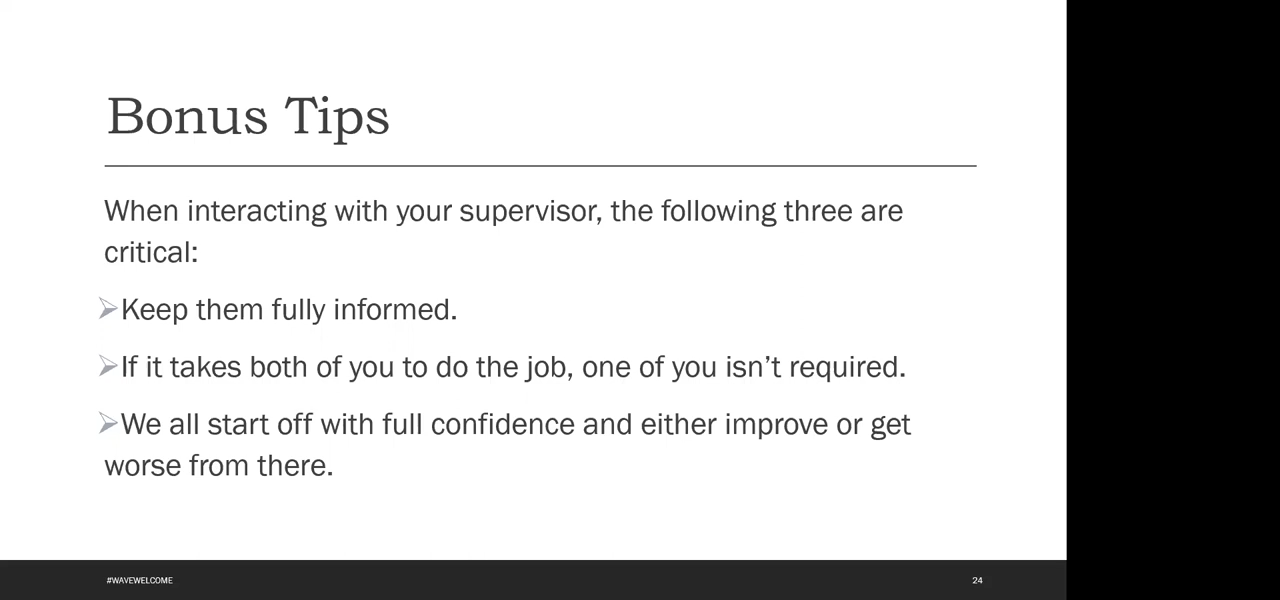 Bonus Tips
When interacting with your supervisor, the following three are
critical:
➢Keep them fully informed.
➢If it takes both of you to do the job, one of you isn’t required.
➢We all start off with full confidence and either improve or get
worse from there.
#WAVEWELCOME
24